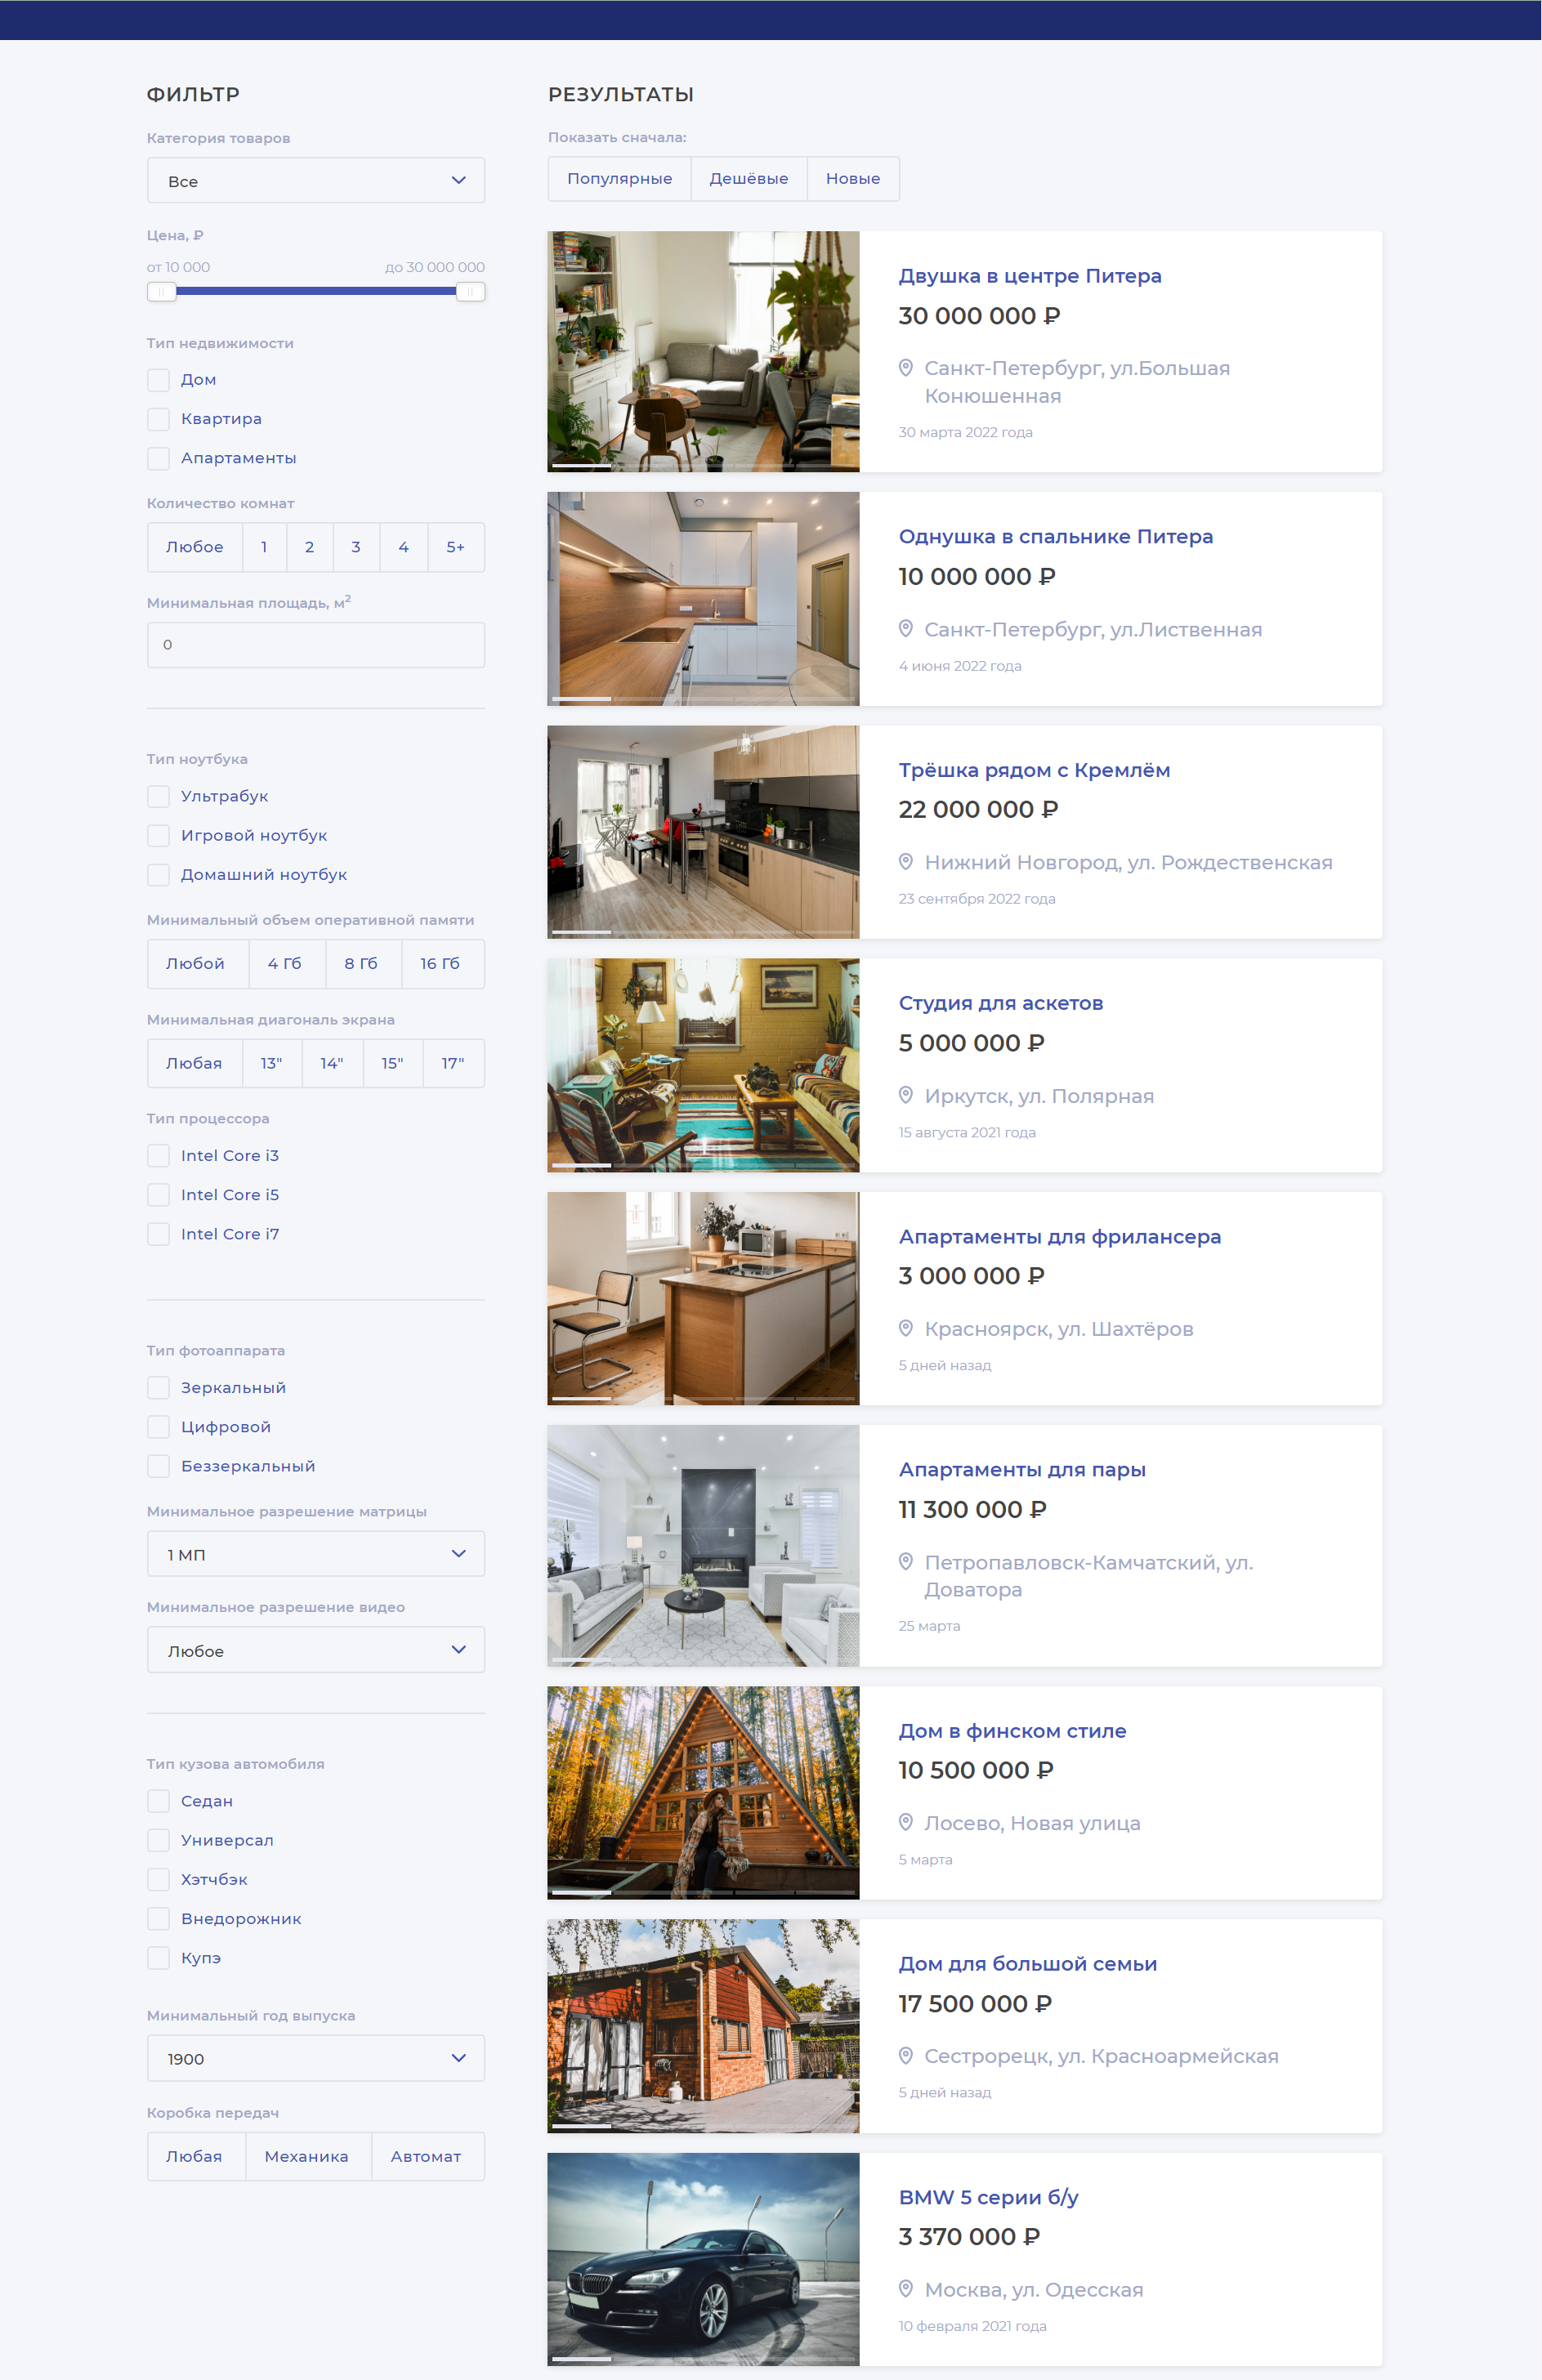 ФИЛЬТР
Категория товаров
Все
Цена, ₽
от 10 000 до 30 000 000
Тип недвижимости
Дом
Квартира
Апартаменты
Количество комнат
Любое 1 2 3 4 5+
Минимальная площадь, м²
0
Тип ноутбука
Ультрабук
Игровой ноутбук
Домашний ноутбук
Минимальный объем оперативной памяти
Любой 4 Гб 8 Гб 16 Гб
Минимальная диагональ экрана
Любая 13" 14" 15" 17"
Тип процессора
Intel Core i3
Intel Core i5
Intel Core i7
Тип фотоаппарата
Зеркальный
Цифровой
Беззеркальный
Минимальное разрешение матрицы
1 МП
Минимальное разрешение видео
Любое
Тип кузова автомобиля
Седан
Универсал
Хэтчбэк
Внедорожник
Купэ
Минимальный год выпуска
1900
Коробка передач
Любая Механика Автомат
РЕЗУЛЬТАТЫ
Показать сначала:
Популярные Дешёвые Новые
Двушка в центре Питера
30 000 000 ₽
Санкт-Петербург, ул.Большая
Конюшенная
30 марта 2022 года
Однушка в спальнике Питера
10 000 000 ₽
Санкт-Петербург, ул.Лиственная
4 июня 2022 года
Трёшка рядом с Кремлём
22 000 000 ₽
Нижний Новгород, ул. Рождественская
23 сентября 2022 года
Студия для аскетов
5 000 000 ₽
Иркутск, ул. Полярная
15 августа 2021 года
Апартаменты для фрилансера
3 000 000 ₽
Красноярск, ул. Шахтёров
5 дней назад
Апартаменты для пары
11 300 000 ₽
Петропавловск-Камчатский, ул.
Доватора
25 марта
Дом в финском стиле
10 500 000 ₽
Лосево, Новая улица
5 марта
Дом для большой семьи
17 500 000 ₽
Сестрорецк, ул. Красноармейская
5 дней назад
BMW 5 серии б/у
3 370 000 ₽
Москва, ул. Одесская
10 февраля 2021 года